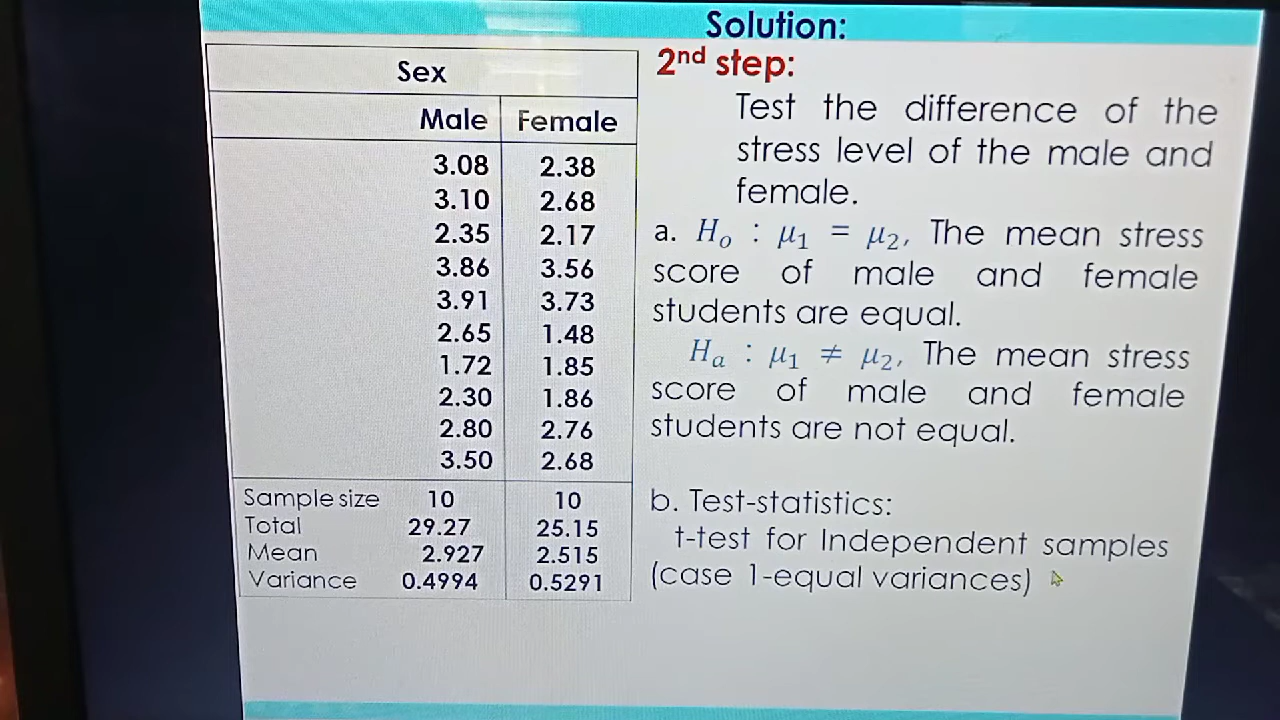 Solution:
Sex
Male Female
3.08 2.38
3.10 2.68
2.35 2.17
3.86 3.56
3.91 3.73
2.65 1.48
1.72 1.85
2.30 1.86
2.80 2.76
3.50 2.68
Sample size 10 10
Total 29.27 25.15
Mean 2.927 2.515
Variance 0.4994 0.5291
2nd step:
Test the difference of the
stress level of the male and
female.
a. Hₒ : μ₁ = μ₂, The mean stress
score of male and female
students are equal.
Hₐ : μ₁ ≠ μ₂, The mean stress
score of male and female
students are not equal.
b. Test-statistics:
t-test for Independent samples
(case 1-equal variances)